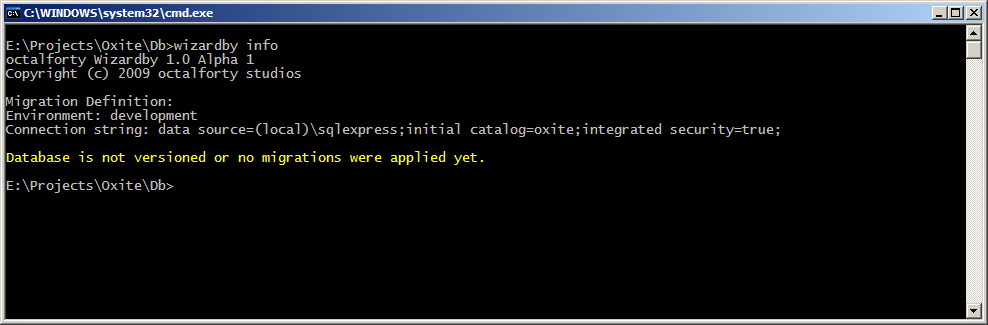 C:\WINDOWS\system32\cmd.exe
E:\Projects\Oxite\Db>wizardby info
octalforty Wizardby 1.0 Alpha 1
Copyright (c) 2009 octalforty studios
Migration Definition:
Environment: development
Connection string: data source=(local)\sqlexpress;initial catalog=oxite;integrated security=true;
Database is not versioned or no migrations were applied yet.
E:\Projects\Oxite\Db>